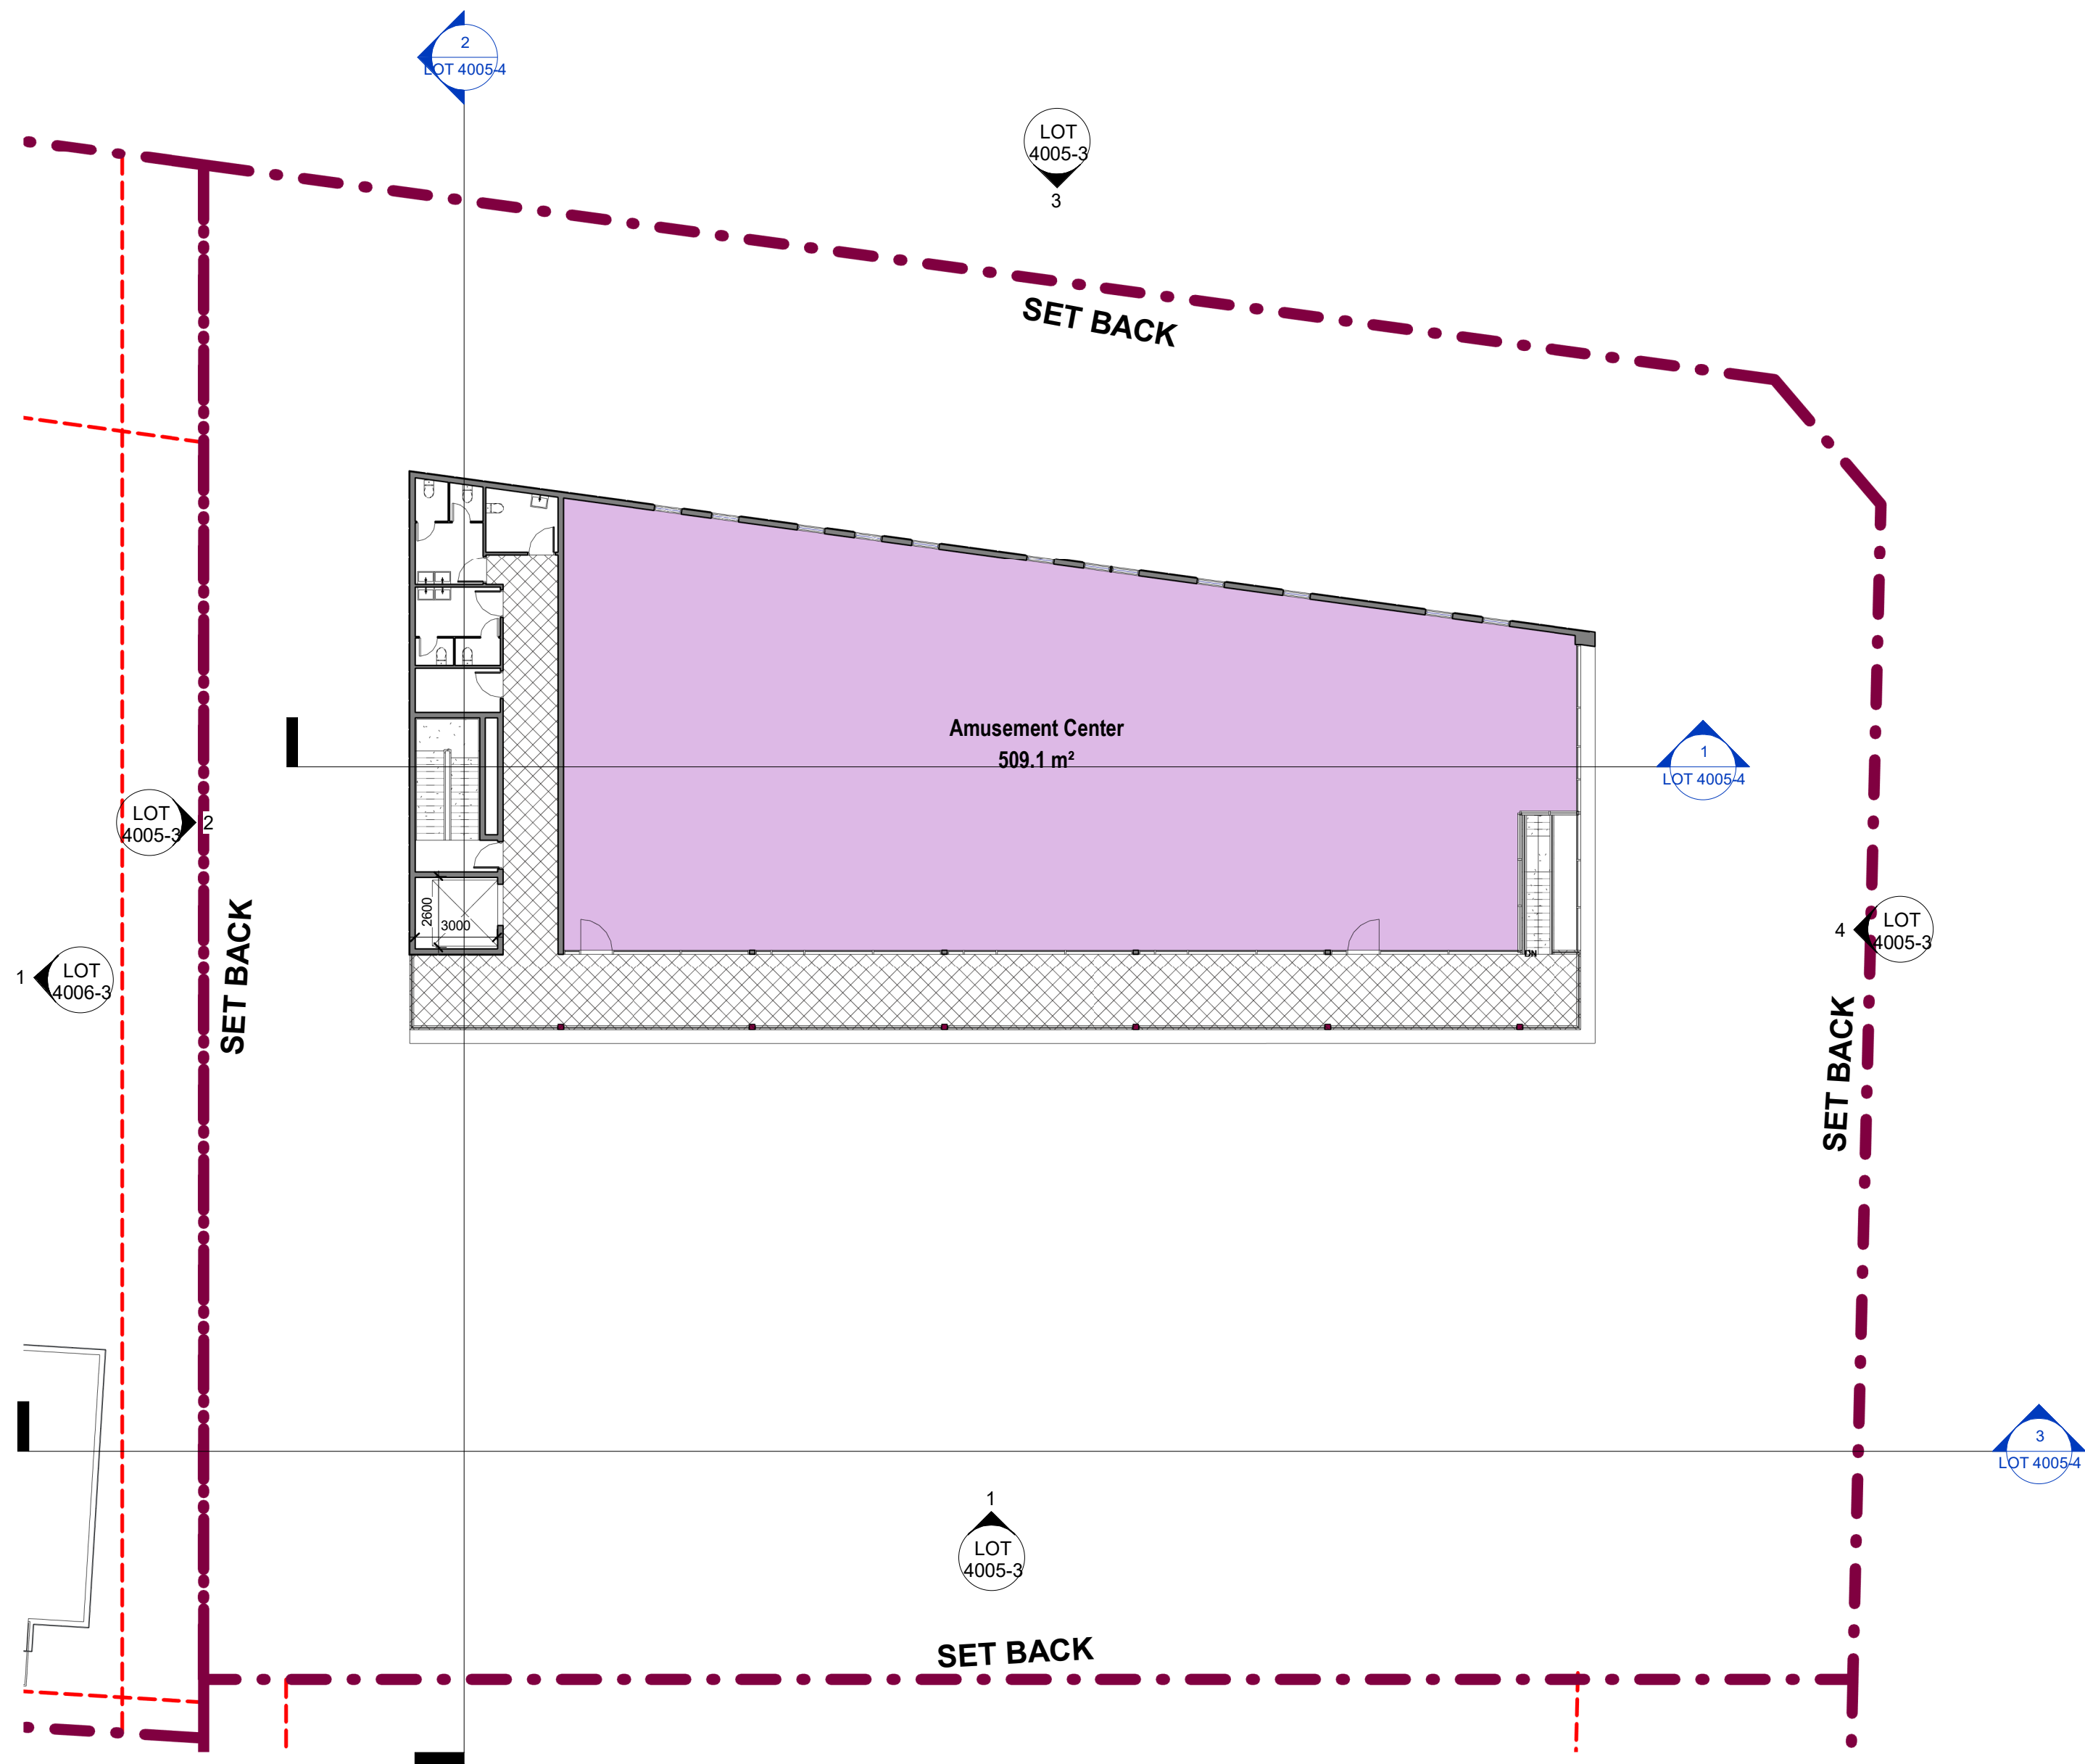 2
LOT 4005-4
LOT
4005-3
3
SET BACK
Amusement Center
509.1 m²
1
LOT 4005-4
LOT
4005-3
2
2600
3000
SET BACK
1
LOT
4006-3
4
LOT
4005-3
DN
SET BACK
3
LOT 4005-4
1
LOT
4005-3
SET BACK